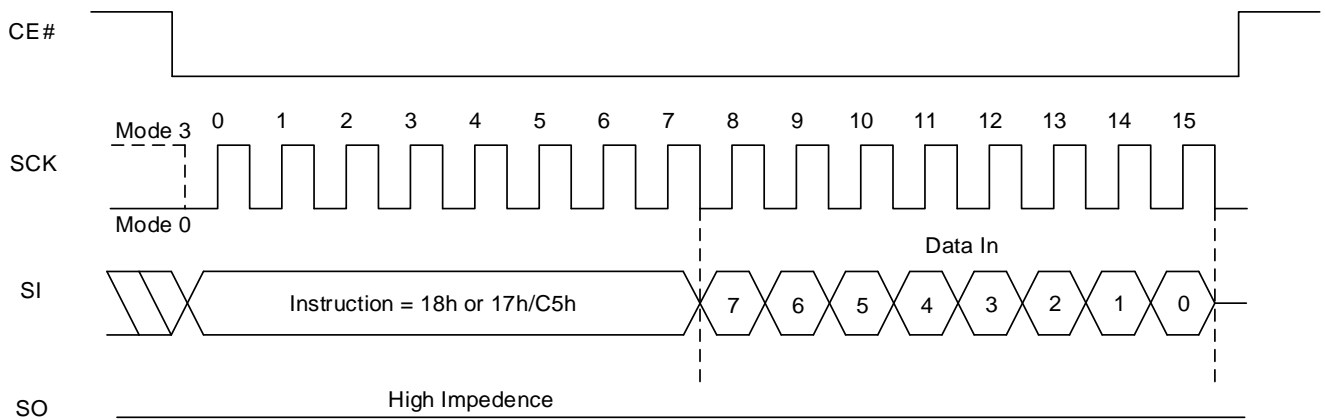 CE#
Mode 3 0 1 2 3 4 5 6 7 8 9 10 11 12 13 14 15
SCK
Mode 0
Data In
SI
Instruction = 18h or 17h/C5h 7 6 5 4 3 2 1 0
High Impedence
SO